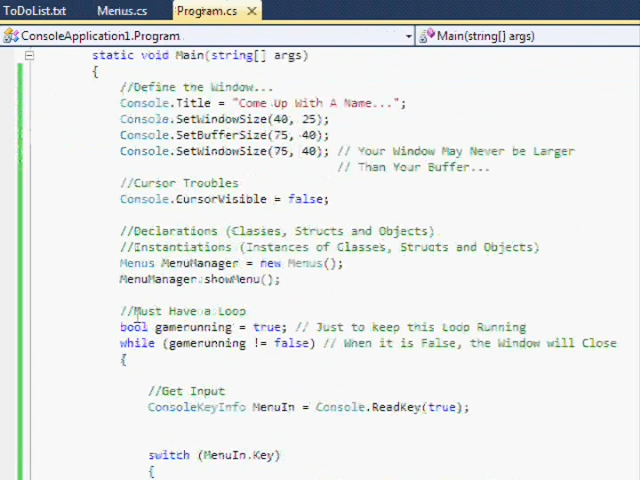 ToDoList.txt Menus.cs Program.cs
ConsoleApplication1.Program Main(string[] args)
static void Main(string[] args)
{
//Define the Window...
Console.Title = "Come Up With A Name...";
Console.SetWindowSize(40, 25);
Console.SetBufferSize(75, 40);
Console.SetWindowSize(75, 40); // Your Window May Never be Larger
// Than Your Buffer...
//Cursor Troubles
Console.CursorVisible = false;
//Declarations (Classes, Structs and Objects)
//Instantiations (Instances of Classes, Structs and Objects)
Menus MenuManager = new Menus();
MenuManager.showMenu();
//Must Have a Loop
bool gamerunning = true; // Just to keep this Loop Running
while (gamerunning != false) // When it is False, the Window will Close
{
//Get Input
ConsoleKeyInfo MenuIn = Console.ReadKey(true);
switch (MenuIn.Key)
{